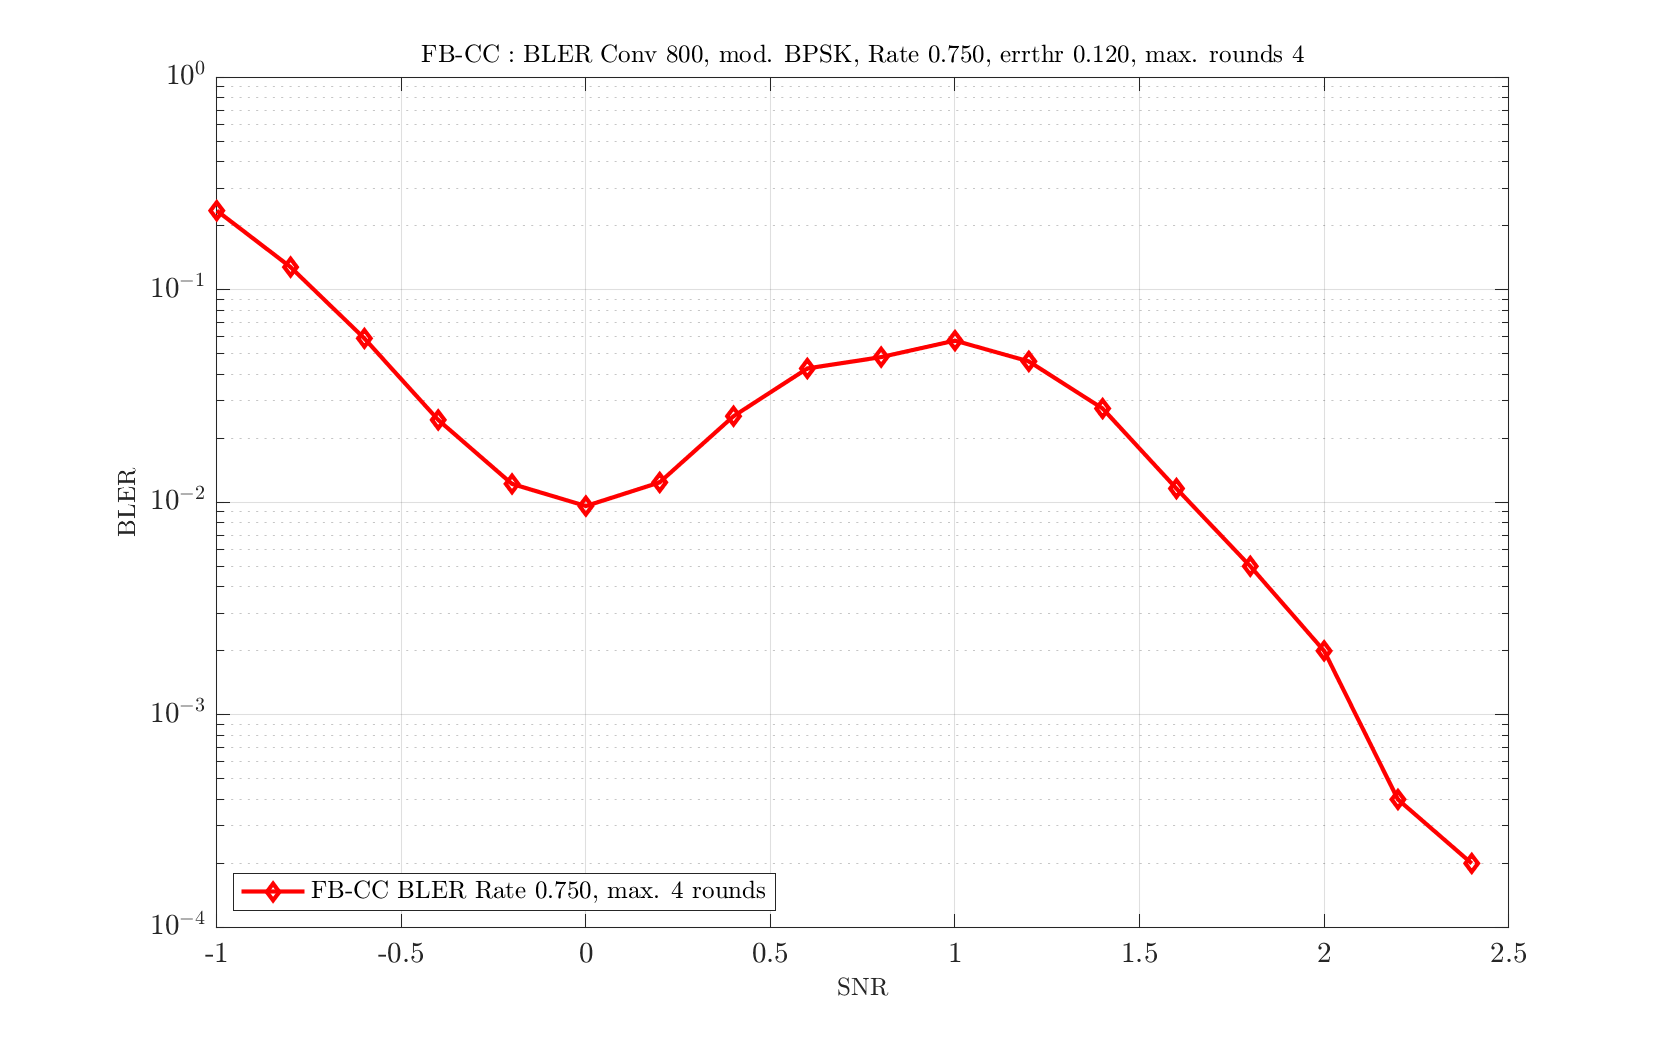 FB-CC : BLER Conv 800, mod. BPSK, Rate 0.750, errthr 0.120, max. rounds 4
10^0
10^{-1}
10^{-2}
10^{-3}
10^{-4}
BLER
FB-CC BLER Rate 0.750, max. 4 rounds
-1 -0.5 0 0.5 1 1.5 2 2.5
SNR